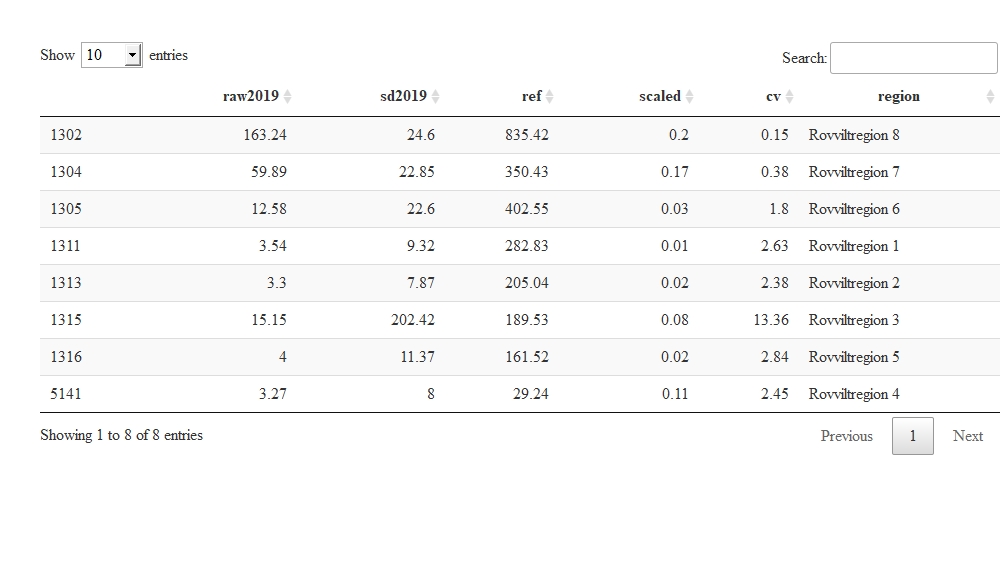 Show 10 entries Search:
raw2019 sd2019 ref scaled cv region
1302 163.24 24.6 835.42 0.2 0.15 Rovviltregion 8
1304 59.89 22.85 350.43 0.17 0.38 Rovviltregion 7
1305 12.58 22.6 402.55 0.03 1.8 Rovviltregion 6
1311 3.54 9.32 282.83 0.01 2.63 Rovviltregion 1
1313 3.3 7.87 205.04 0.02 2.38 Rovviltregion 2
1315 15.15 202.42 189.53 0.08 13.36 Rovviltregion 3
1316 4 11.37 161.52 0.02 2.84 Rovviltregion 5
5141 3.27 8 29.24 0.11 2.45 Rovviltregion 4
Showing 1 to 8 of 8 entries Previous 1 Next